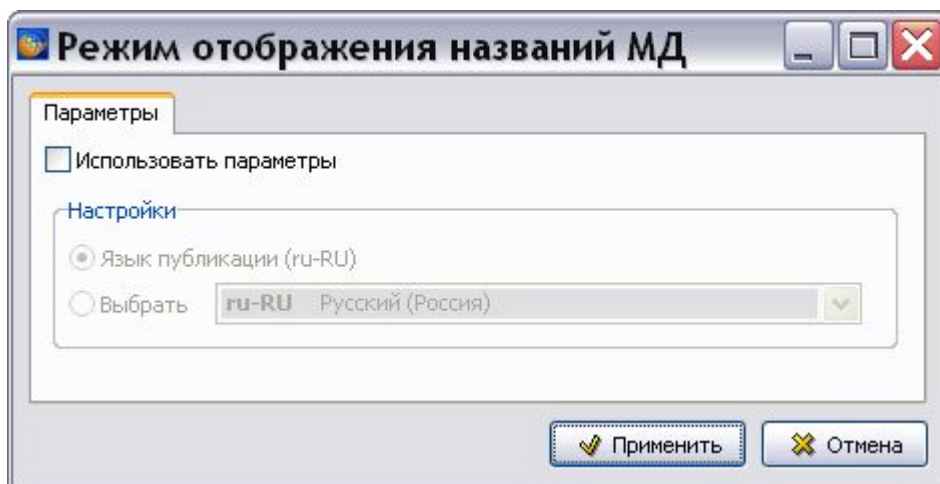 Режим отображения названий МД
Параметры
Использовать параметры
Настройки
Язык публикации (ru-RU)
Выбрать ru-RU Русский (Россия)
Применить Отмена